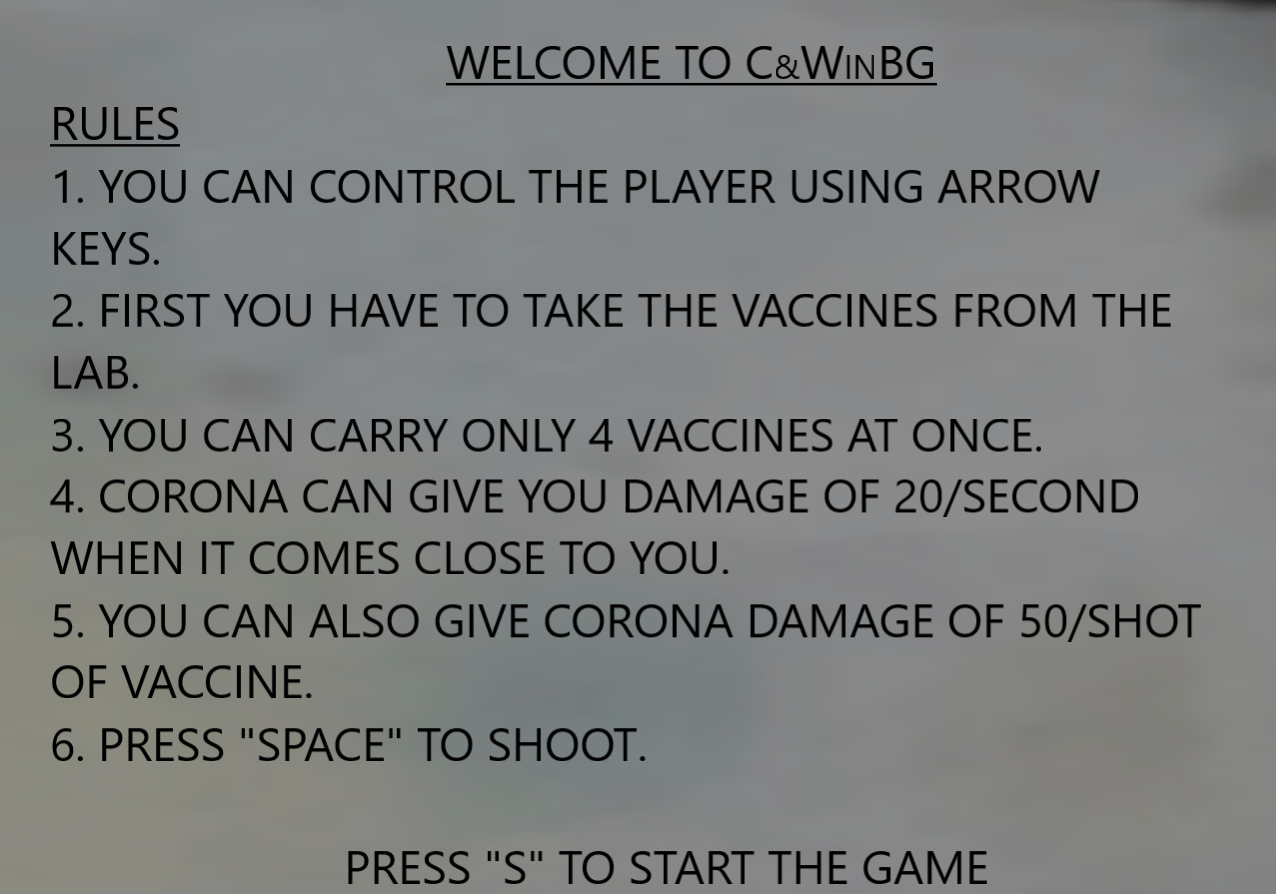 WELCOME TO C&WINBG
RULES
1. YOU CAN CONTROL THE PLAYER USING ARROW
KEYS.
2. FIRST YOU HAVE TO TAKE THE VACCINES FROM THE
LAB.
3. YOU CAN CARRY ONLY 4 VACCINES AT ONCE.
4. CORONA CAN GIVE YOU DAMAGE OF 20/SECOND
WHEN IT COMES CLOSE TO YOU.
5. YOU CAN ALSO GIVE CORONA DAMAGE OF 50/SHOT
OF VACCINE.
6. PRESS "SPACE" TO SHOOT.
PRESS "S" TO START THE GAME